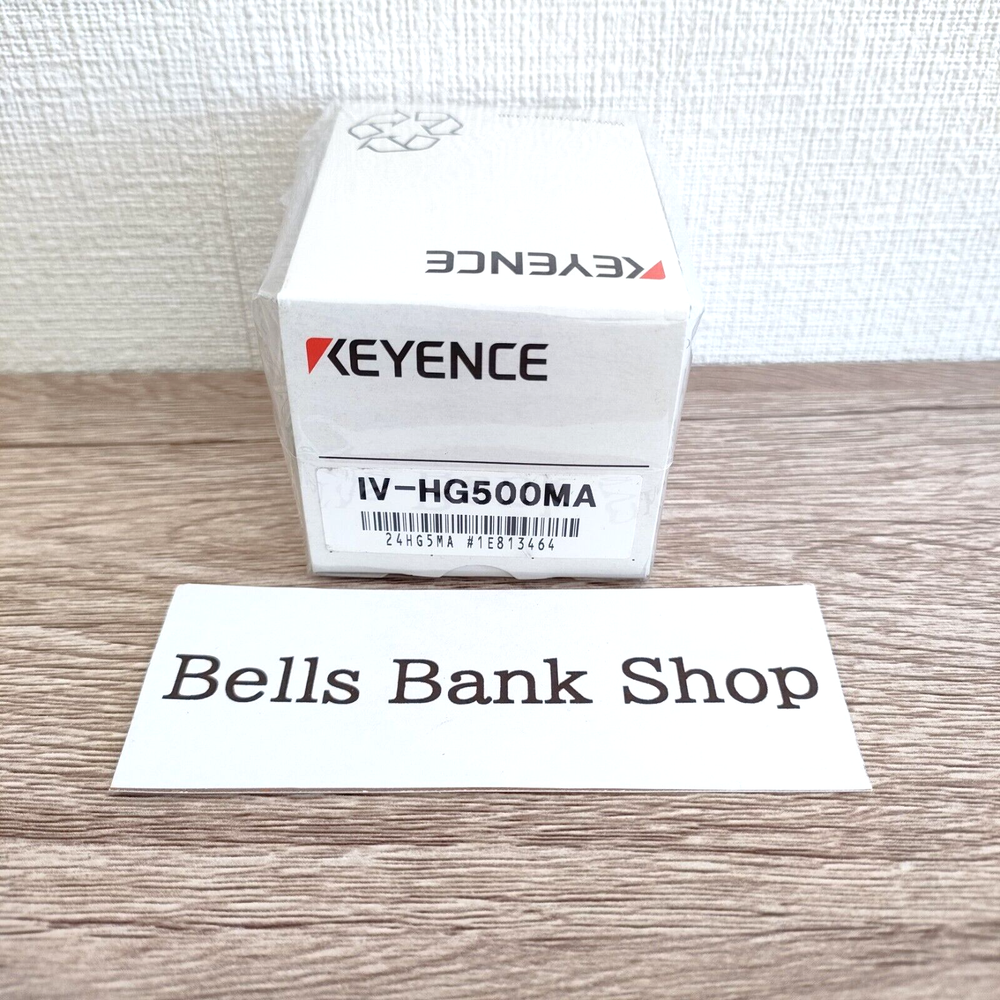 KEYENCE
KEYENCE
IV-HG500MA
24HG5MA #1E813464
Bells Bank Shop